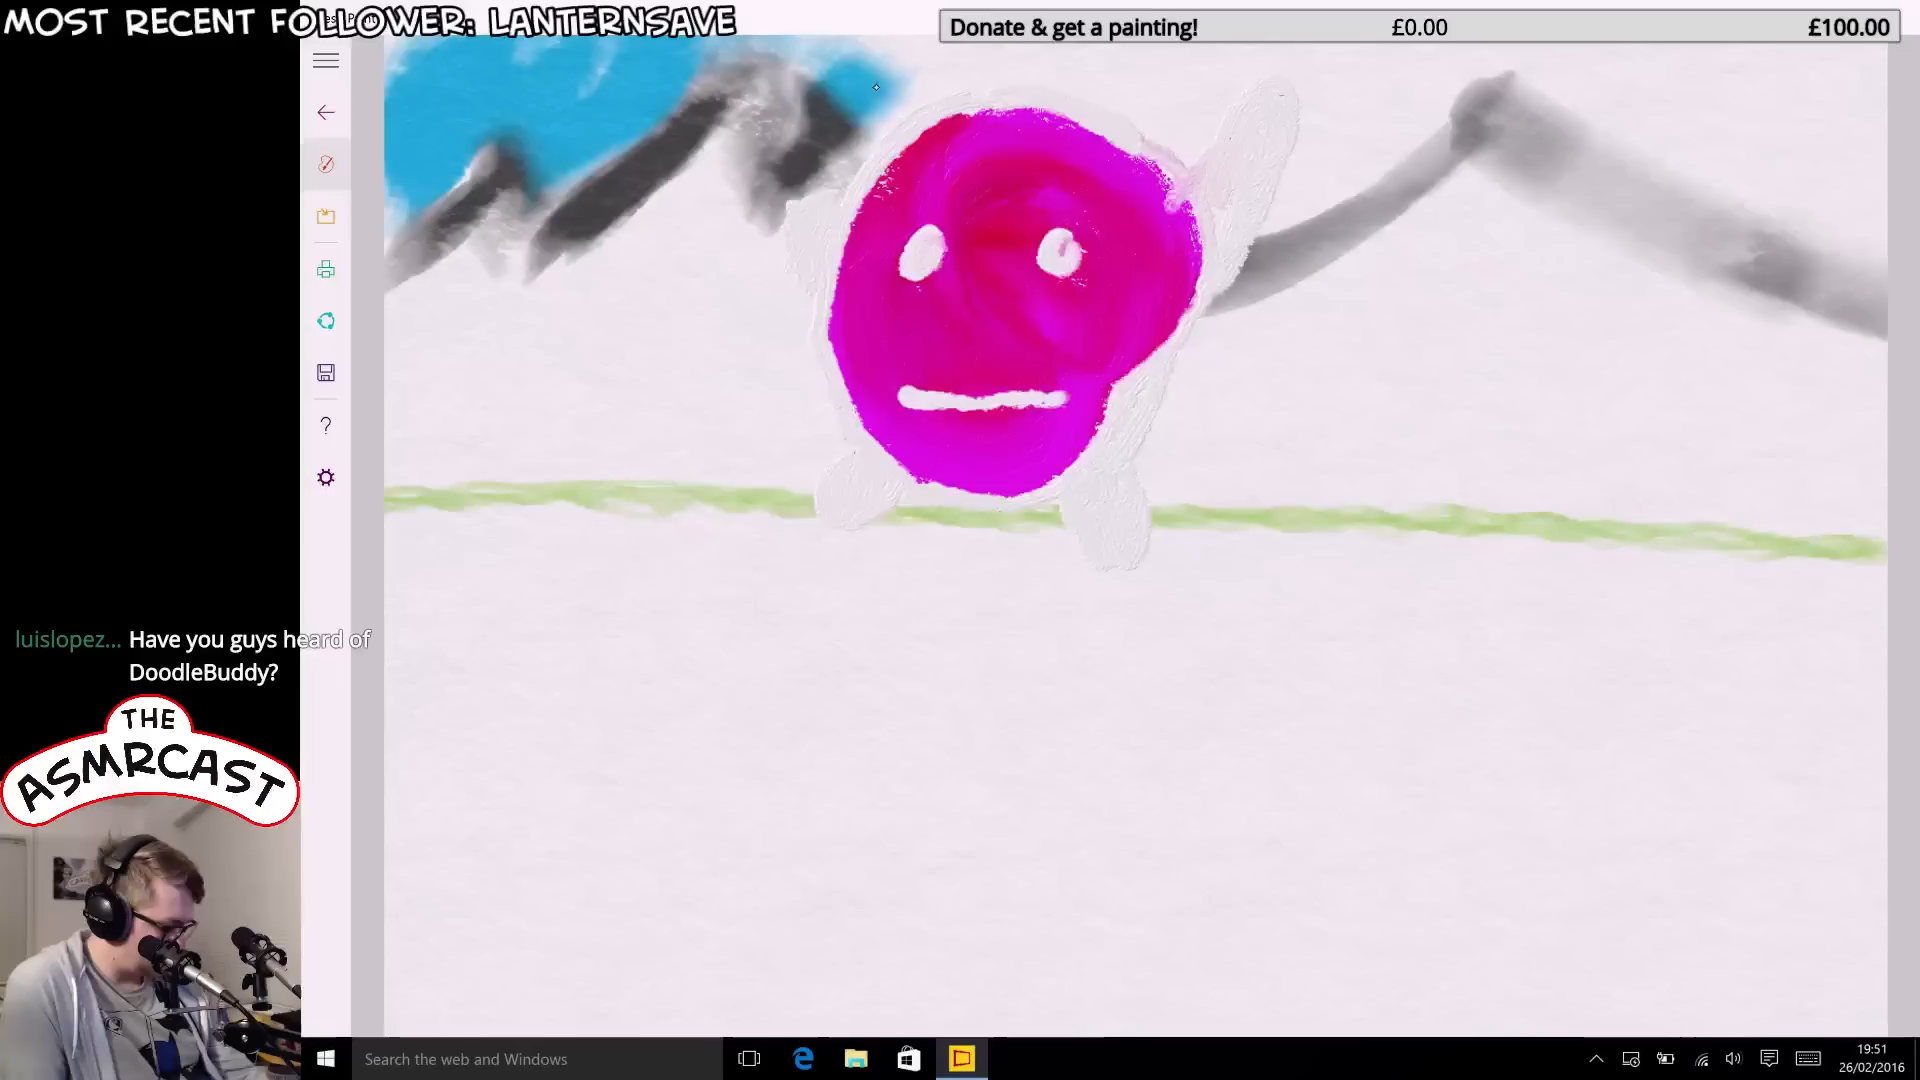 MOST RECENT FOLLOWER: LANTERNSAVE
Donate & get a painting! £0.00 £100.00
luislopez... Have you guys heard of
DoodleBuddy?
THE
ASMRCAST
Search the web and Windows
19:51
26/02/2016